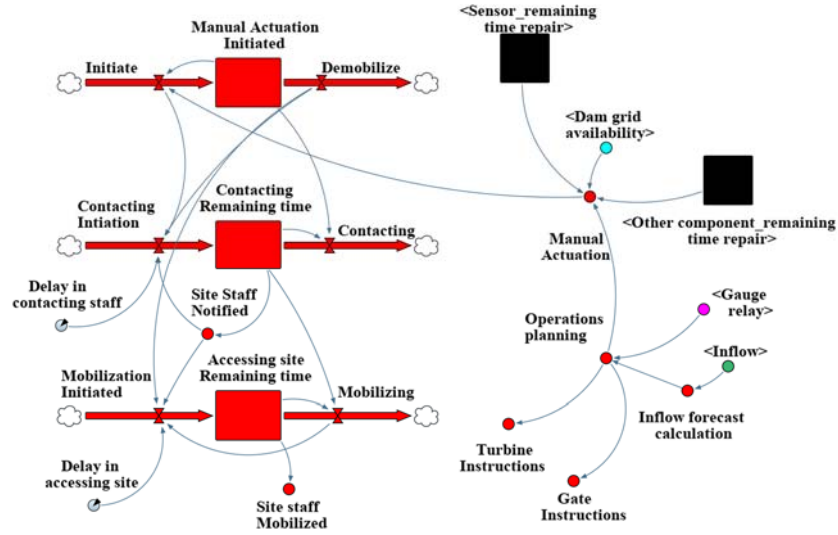 Manual Actuation
Initiated
Initiate
Demobilize
<Sensor_remaining
time repair>
<Dam grid
availability>
<Other component_remaining
time repair>
Manual
Actuation
Contacting
Intiation
Contacting
Remaining time
Contacting
Delay in
contacting staff
Site Staff
Notified
Operations
planning
<Gauge
relay>
<Inflow>
Inflow forecast
calculation
Mobilization
Initiated
Accessing site
Remaining time
Mobilizing
Turbine
Instructions
Gate
Instructions
Delay in
accessing site
Site staff
Mobilized